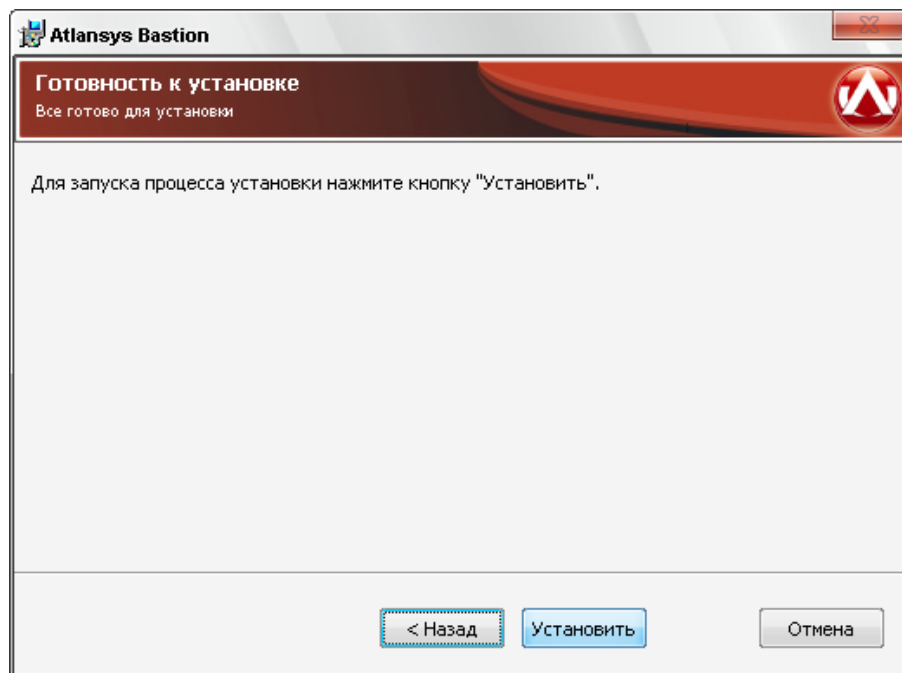 Atlansys Bastion
Готовность к установке
Все готово для установки
Для запуска процесса установки нажмите кнопку "Установить".
< Назад
Установить
Отмена